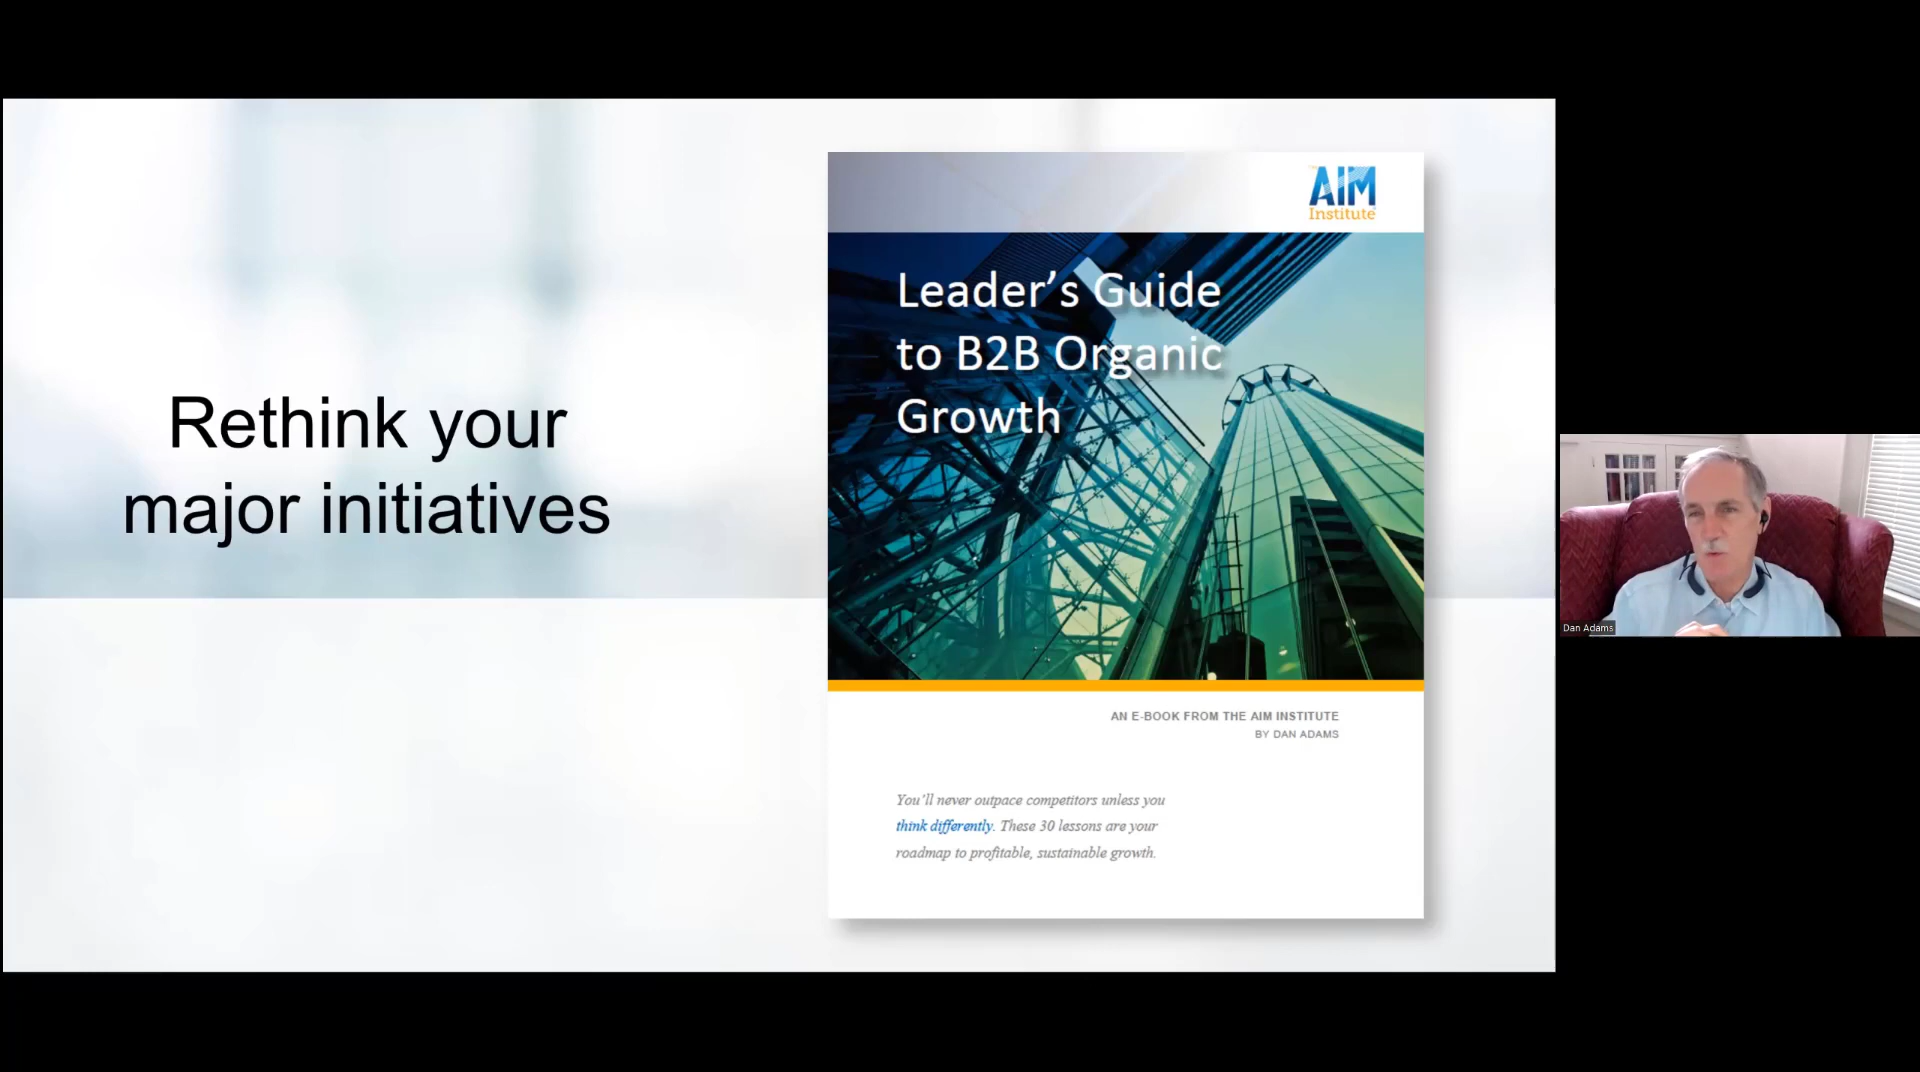 Rethink your
major initiatives
AIM
Institute
Leader's Guide
to B2B Organic
Growth
AN E-BOOK FROM THE AIM INSTITUTE
BY DAN ADAMS
You'll never outpace competitors unless you
think differently. These 30 lessons are your
roadmap to profitable, sustainable growth.
Dan Adams